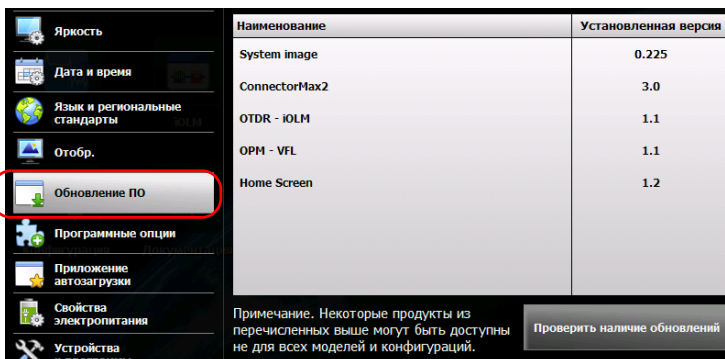 Яркость
Дата и время
Язык и региональные
стандарты
Отобр.
Обновление ПО
Программные опции
Приложение
автозагрузки
Свойства
электропитания
Устройства
Наименование Установленная версия
System image 0.225
ConnectorMax2 3.0
OTDR - iOLM 1.1
OPM - VFL 1.1
Home Screen 1.2
Примечание. Некоторые продукты из
перечисленных выше могут быть доступны
не для всех моделей и конфигураций.
Проверить наличие обновлений